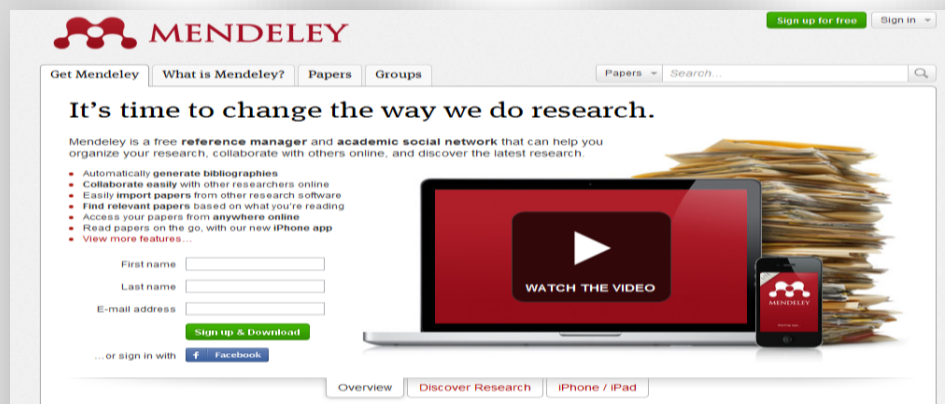 MENDELEY
Sign up for free
Sign in
Get Mendeley
What is Mendeley?
Papers
Groups
Papers
Search...
It's time to change the way we do research.
Mendeley is a free reference manager and academic social network that can help you
organize your research, collaborate with others online, and discover the latest research.
Automatically generate bibliographies
Collaborate easily with other researchers online
Easily import papers from other research software
Find relevant papers based on what you're reading
Access your papers from anywhere online
Read papers on the go, with our new iPhone app
View more features...
First name
Last name
E-mail address
Sign up & Download
...or sign in with
f Facebook
WATCH THE VIDEO
MENDELEY
Overview
Discover Research
iPhone / iPad